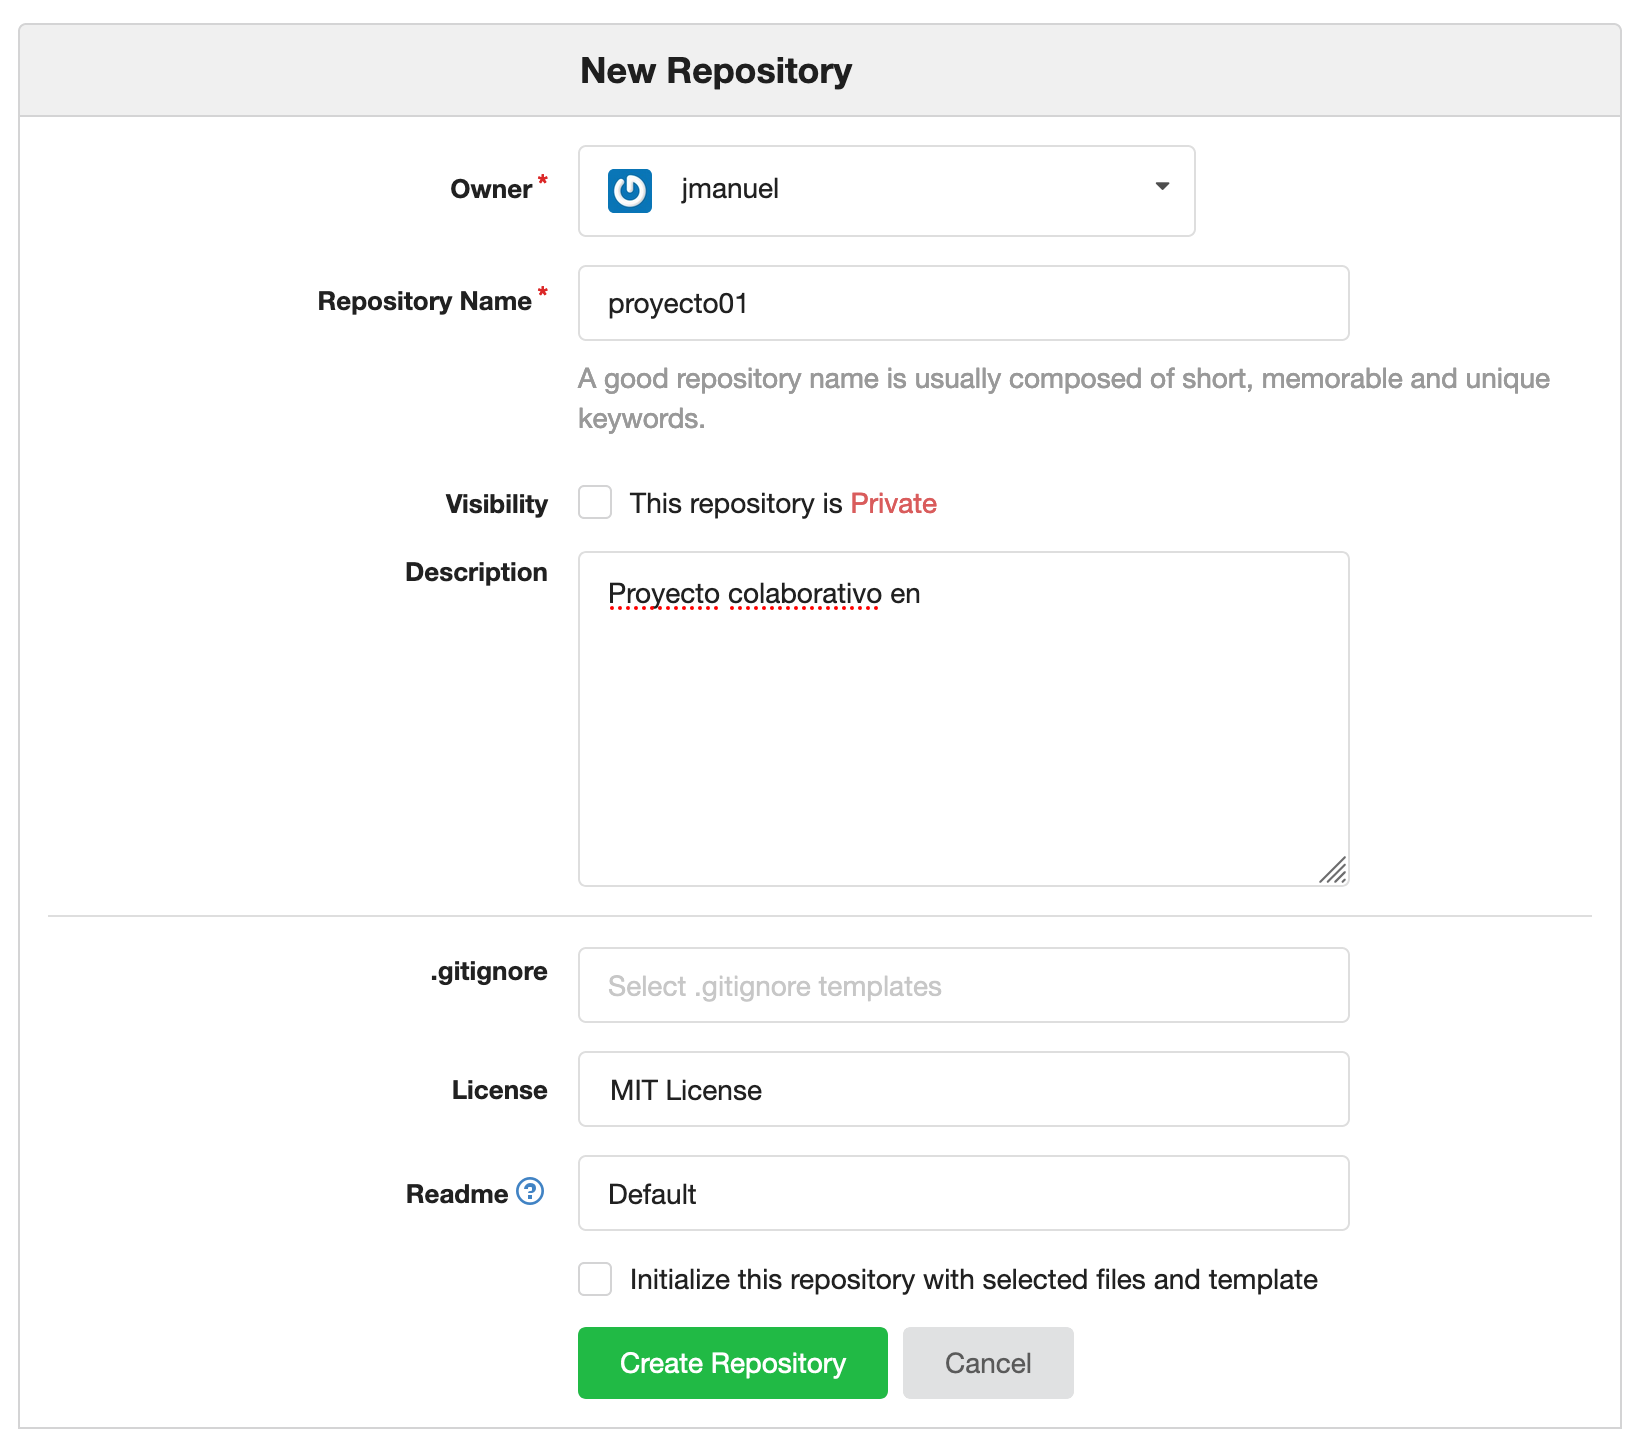 New Repository
Owner *
jmanuel
Repository Name *
proyecto01
A good repository name is usually composed of short, memorable and unique
keywords.
Visibility
This repository is Private
Description
Proyecto colaborativo en
.gitignore
Select .gitignore templates
License
MIT License
Readme ?
Default
Initialize this repository with selected files and template
Create Repository
Cancel